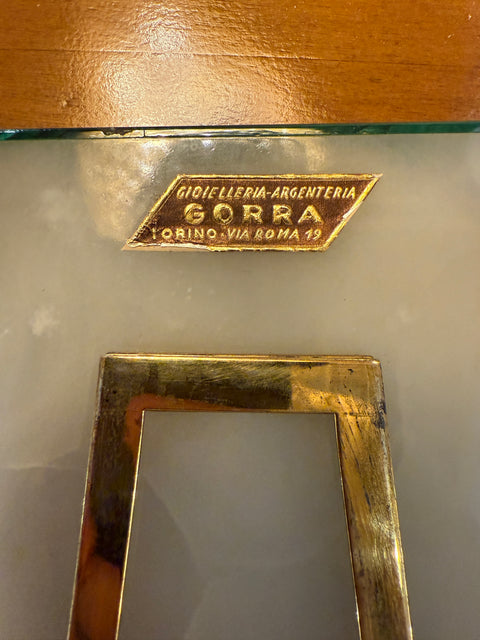 GIOIELLERIA-ARGENTERIA
GORRA
TORINO·VIA ROMA 19